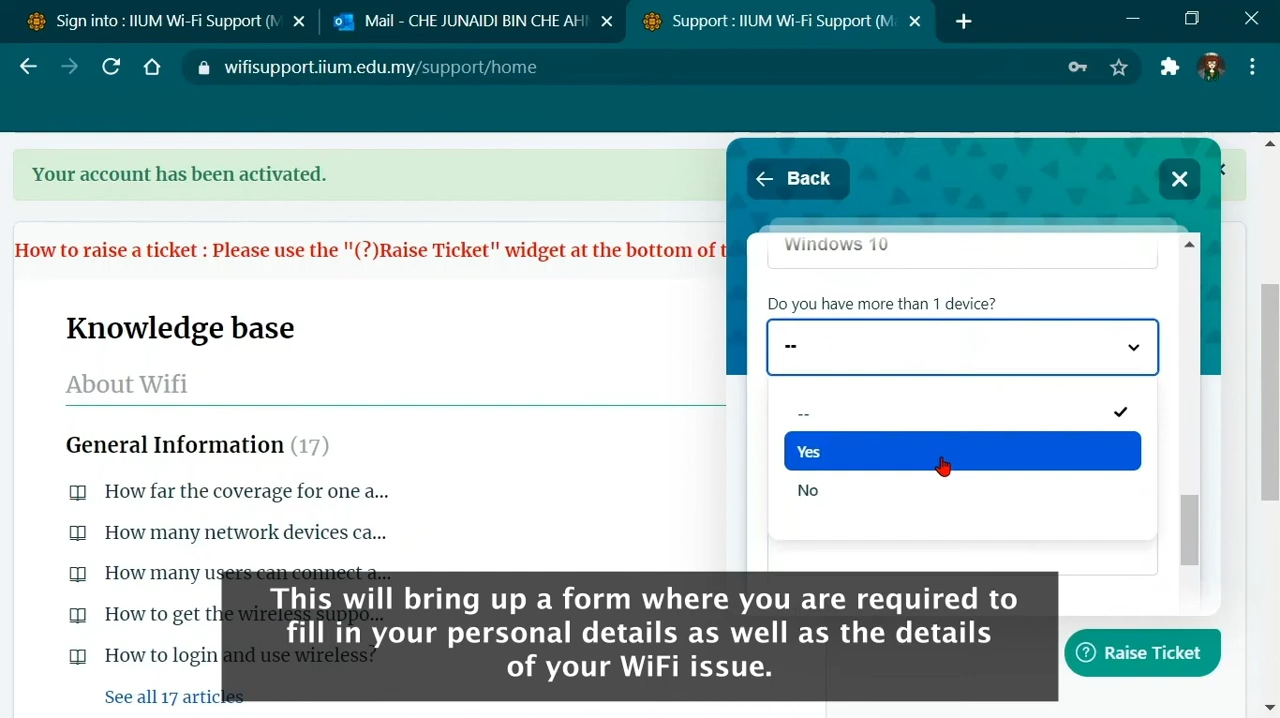 Sign into : IIUM Wi-Fi Support (M
Mail - CHE JUNAIDI BIN CHE AHM
Support : IIUM Wi-Fi Support (Ma
wifisupport.iium.edu.my/support/home
Your account has been activated.
How to raise a ticket : Please use the "(?)Raise Ticket" widget at the bottom of t
Knowledge base
About Wifi
General Information (17)
How far the coverage for one a...
How many network devices ca...
How many users can connect a...
How to get the wireless suppo...
How to login and use wireless?
See all 17 articles
Back
Windows 10
Do you have more than 1 device?
--
--
Yes
No
Raise Ticket
This will bring up a form where you are required to
fill in your personal details as well as the details
of your WiFi issue.